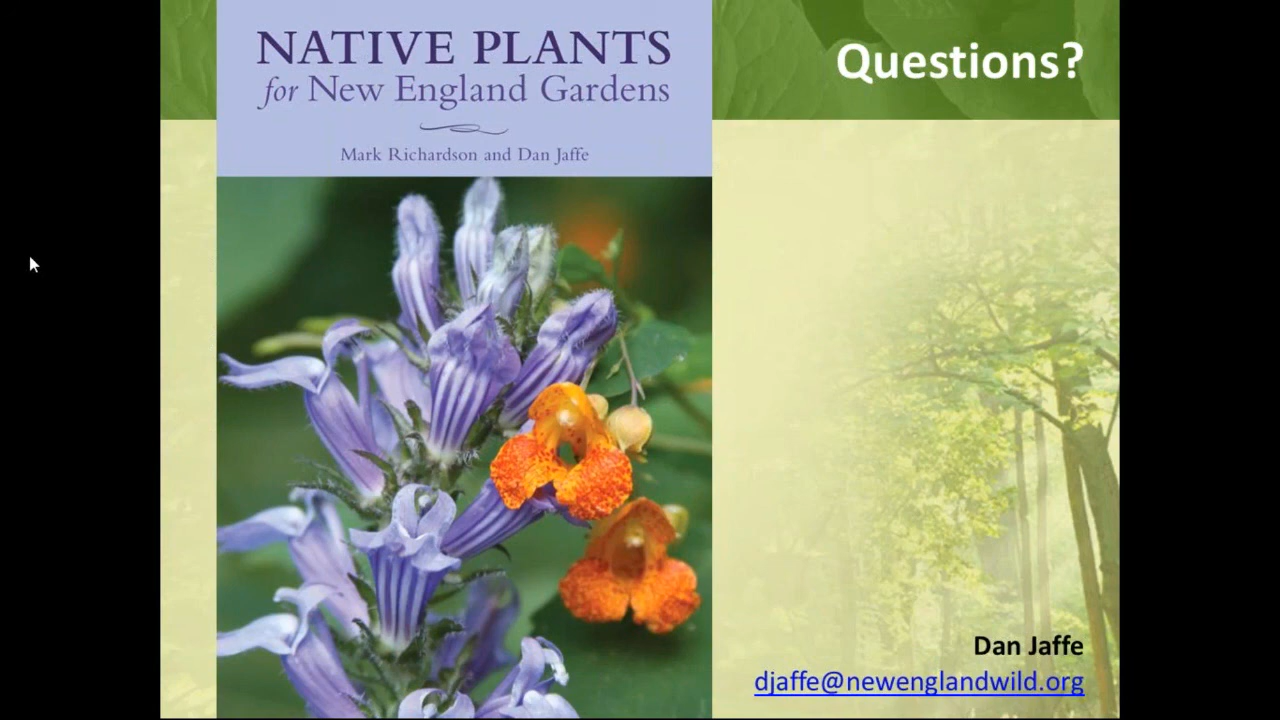 NATIVE PLANTS
for New England Gardens
Mark Richardson and Dan Jaffe
Questions?
Dan Jaffe
djaffe@newenglandwild.org